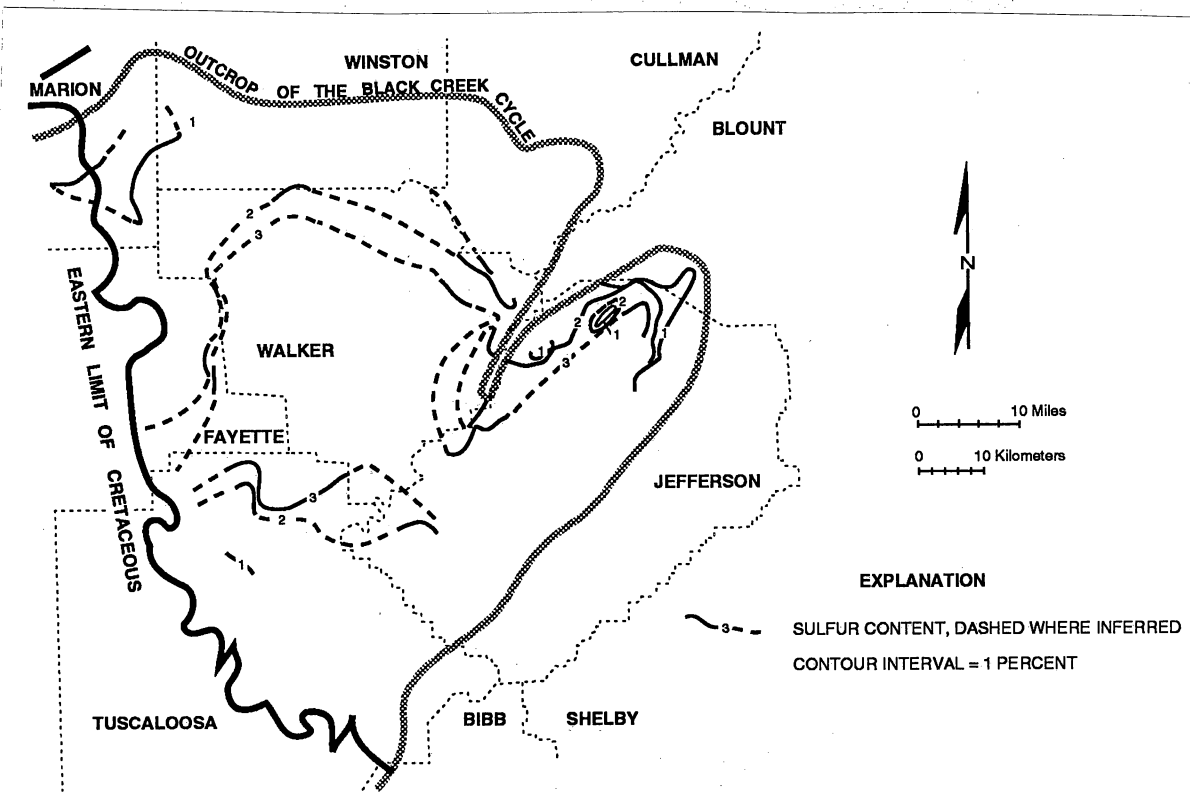 CULLMAN
WINSTON
MARION
OUTCROP OF THE BLACK CREEK CYCLE
BLOUNT
1
2
3
N
2
2
1
1
1
3
WALKER
EASTERN LIMIT OF CRETACEOUS
0 10 Miles
0 10 Kilometers
FAYETTE
JEFFERSON
3
2
1
EXPLANATION
3 SULFUR CONTENT, DASHED WHERE INFERRED
CONTOUR INTERVAL = 1 PERCENT
TUSCALOOSA
BIBB
SHELBY